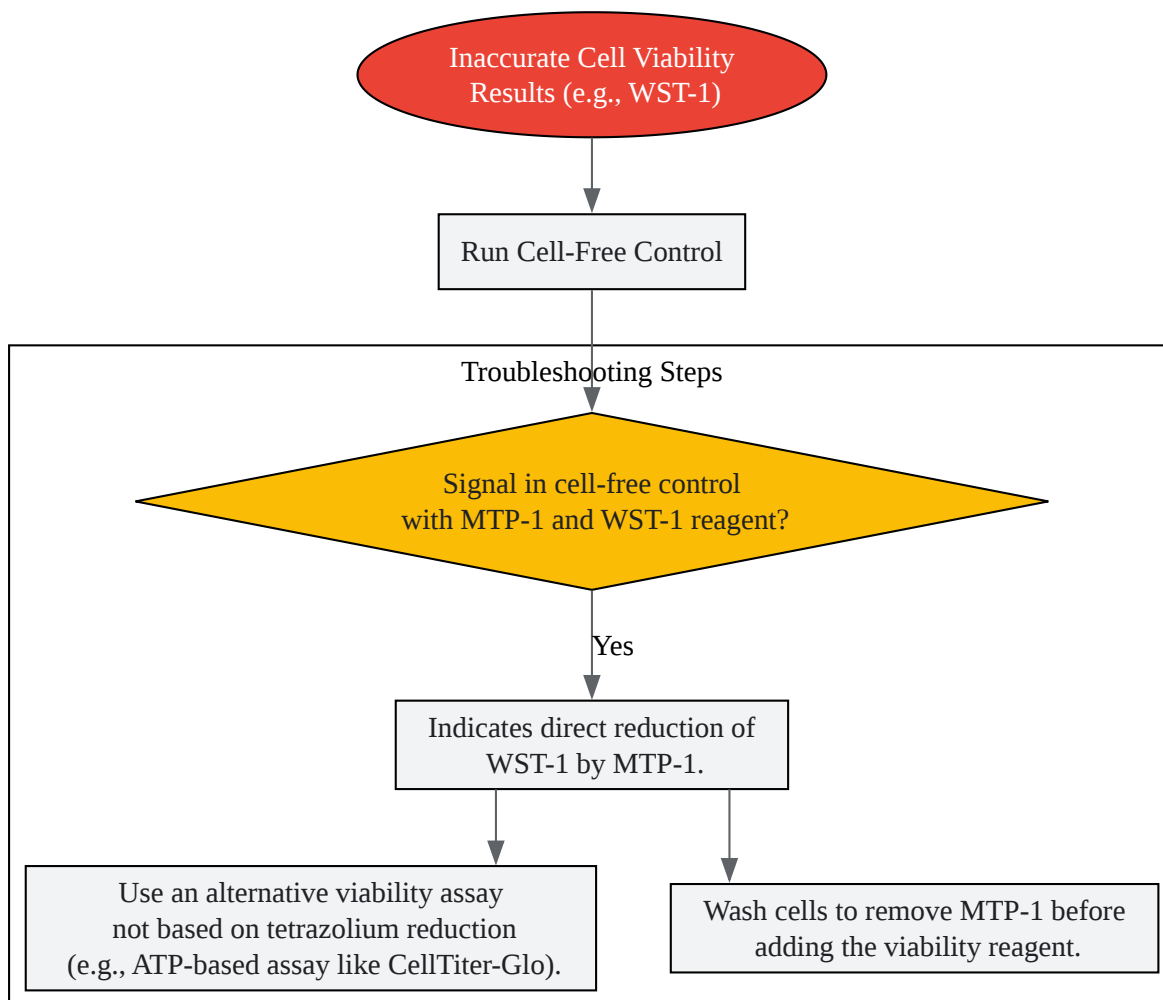 Inaccurate Cell Viability
Results (e.g., WST-1)
Run Cell-Free Control
Troubleshooting Steps
Signal in cell-free control
with MTP-1 and WST-1 reagent?
Yes
Indicates direct reduction of
WST-1 by MTP-1.
Use an alternative viability assay
not based on tetrazolium reduction
(e.g., ATP-based assay like CellTiter-Glo).
Wash cells to remove MTP-1 before
adding the viability reagent.